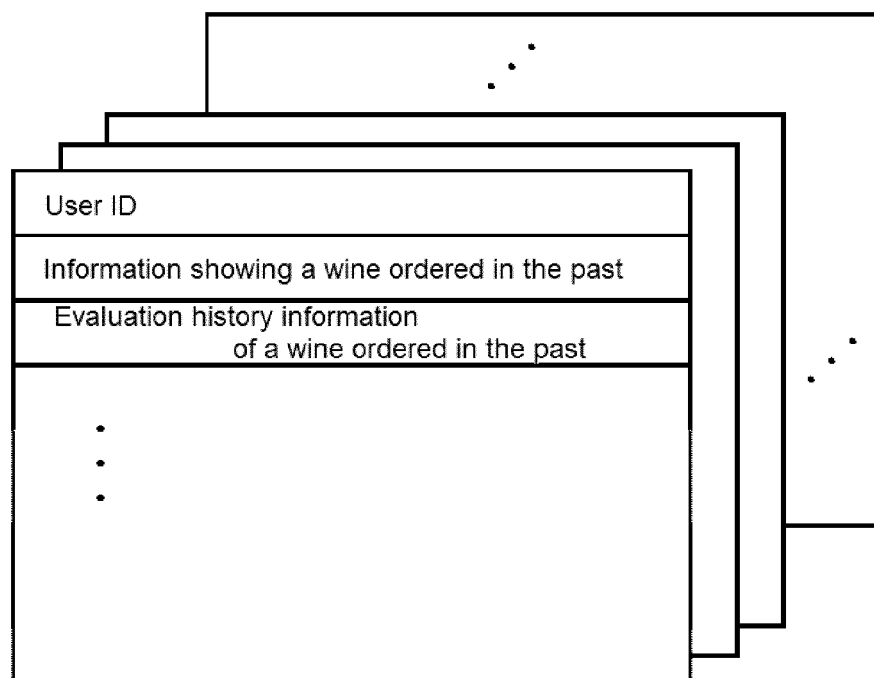 User ID
Information showing a wine ordered in the past
Evaluation history information
of a wine ordered in the past